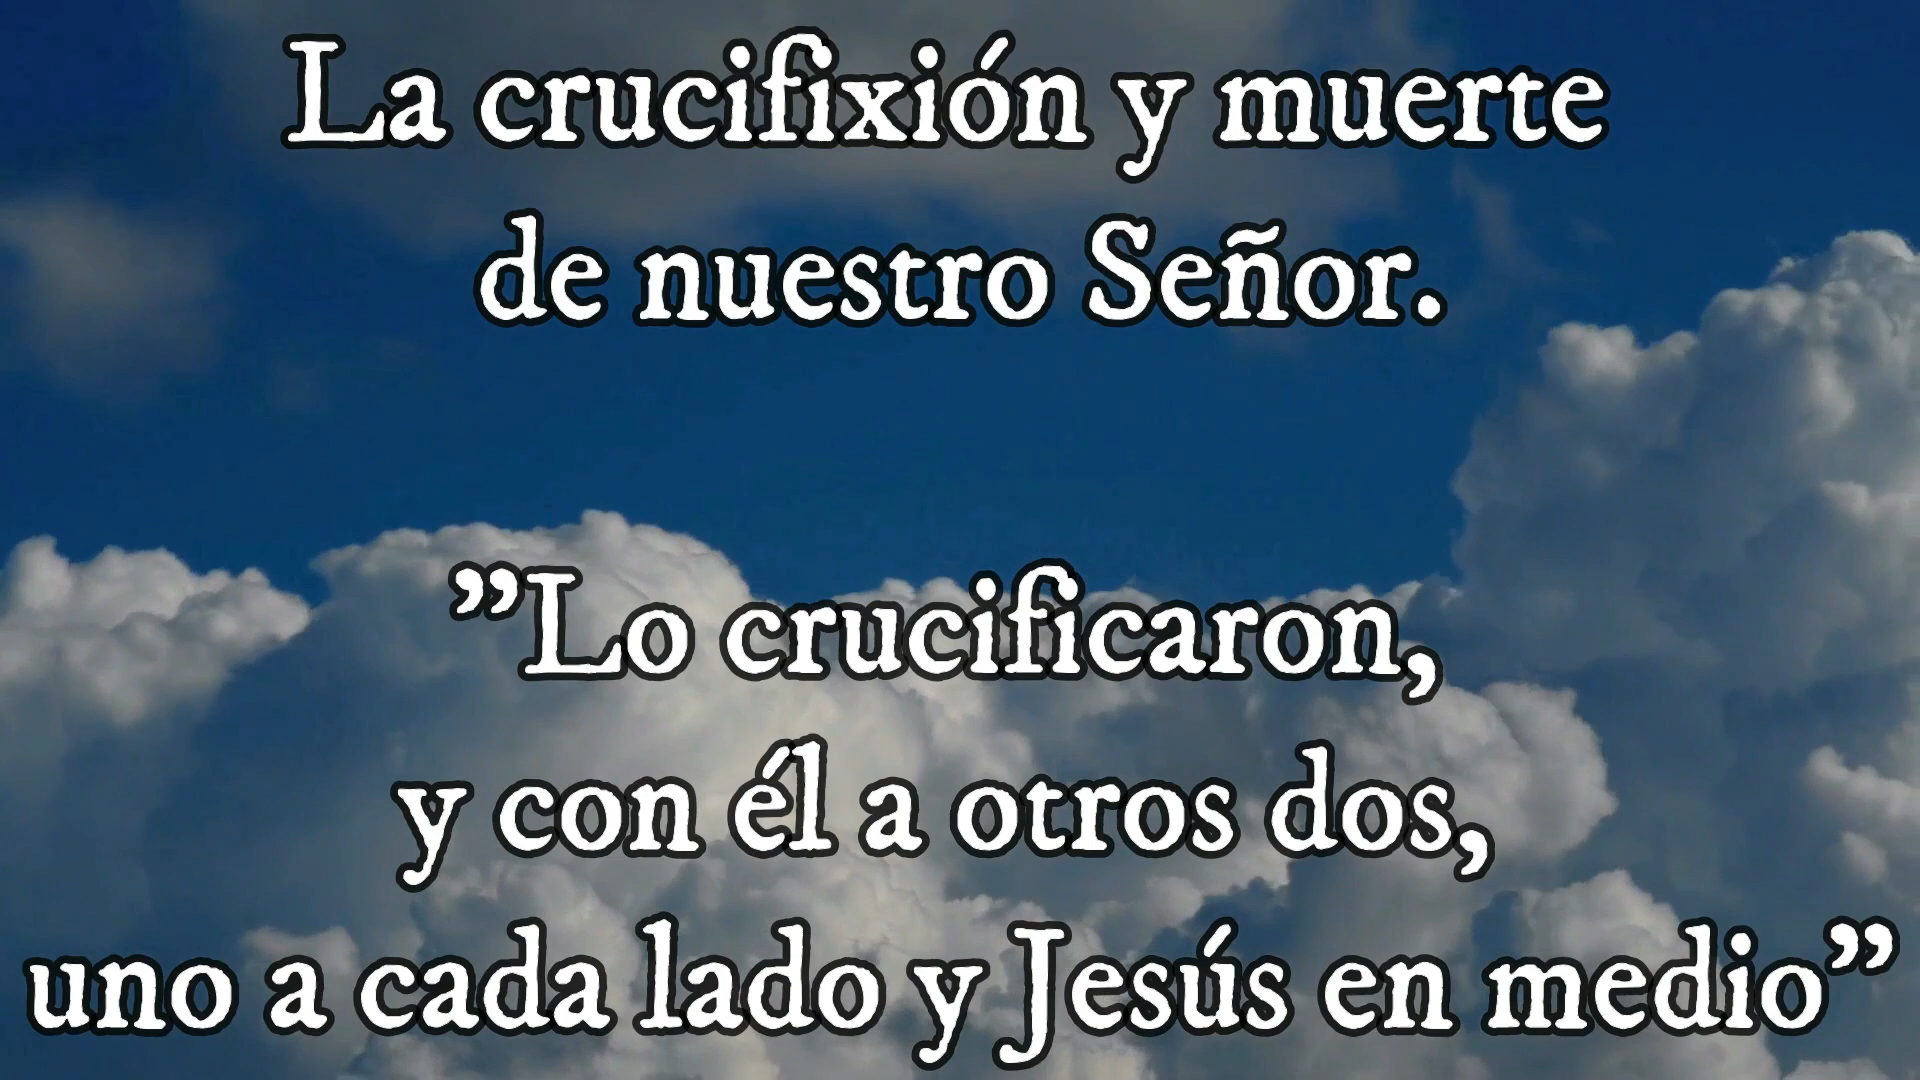 La crucifixión y muerte
de nuestro Señor.
”Lo crucificaron,
y con él a otros dos,
uno a cada lado y Jesús en medio”